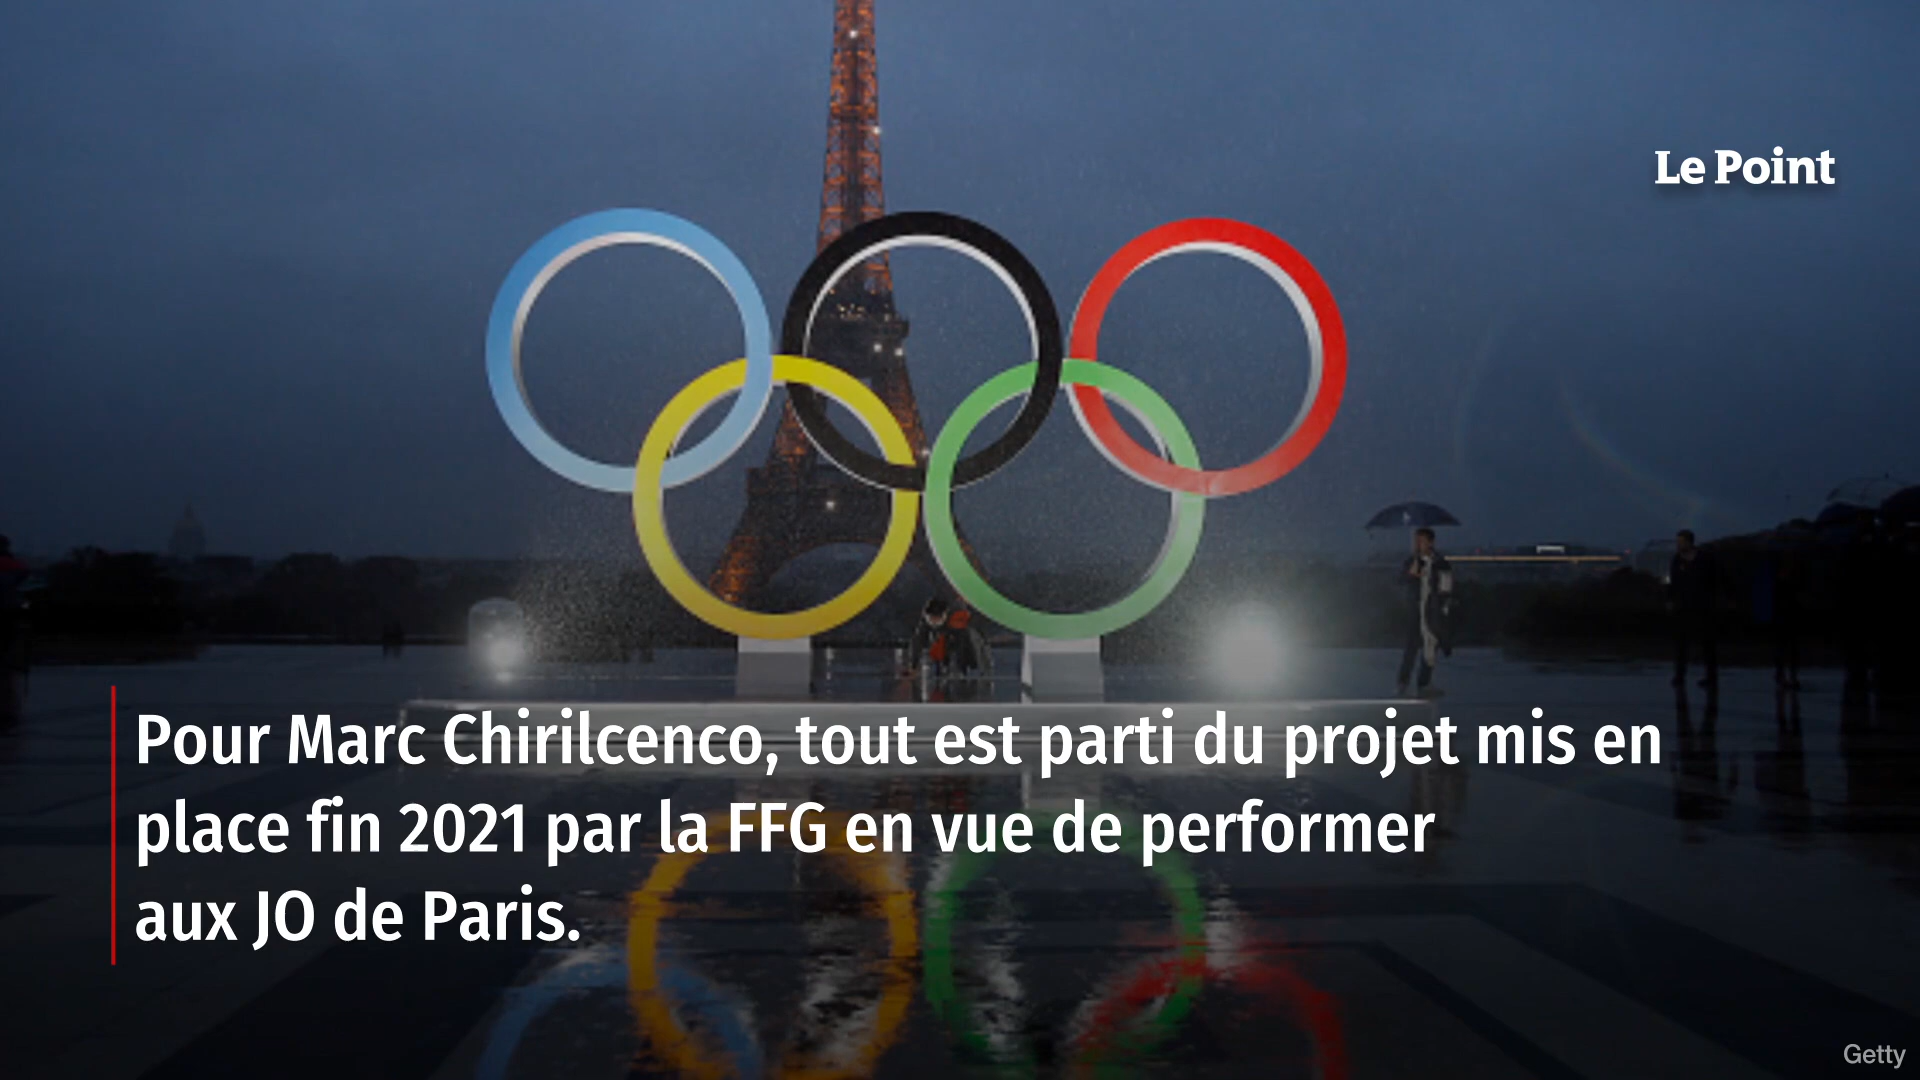 Le Point
Pour Marc Chirilcenco, tout est parti du projet mis en
place fin 2021 par la FFG en vue de performer
aux JO de Paris.
Getty